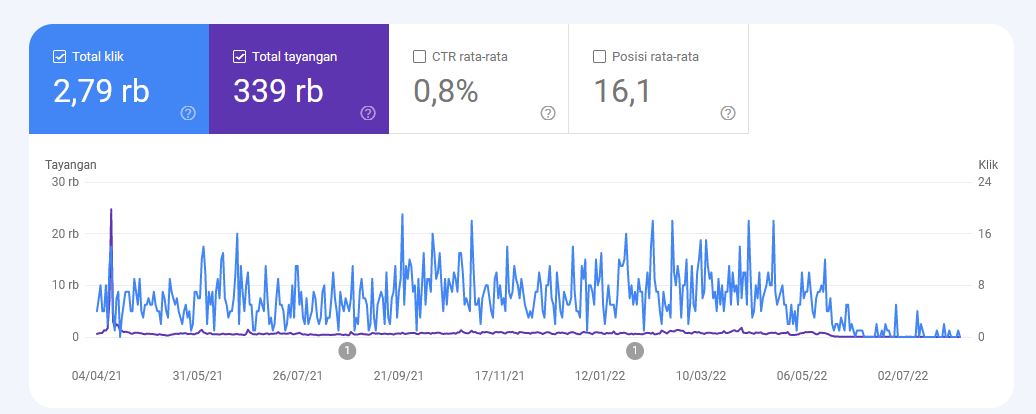 Total klik
2,79 rb
Total tayangan
339 rb
CTR rata-rata
0,8%
Posisi rata-rata
16,1
Tayangan
Klik
30 rb
24
20 rb
16
10 rb
8
0
0
1
1
04/04/21
31/05/21
26/07/21
21/09/21
17/11/21
12/01/22
10/03/22
06/05/22
02/07/22